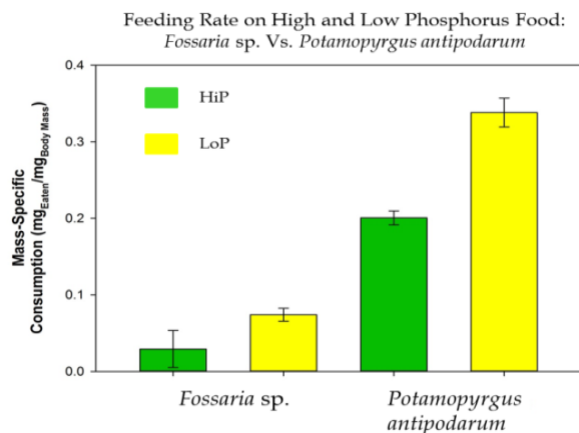 Feeding Rate on High and Low Phosphorus Food:
Fossaria sp. Vs. Potamopyrgus antipodarum
0.4
0.3
0.2
0.1
0.0
Mass-Specific
Consumption (mgEaten/mgBody Mass)
HiP
LoP
Fossaria sp.
Potamopyrgus
antipodarum